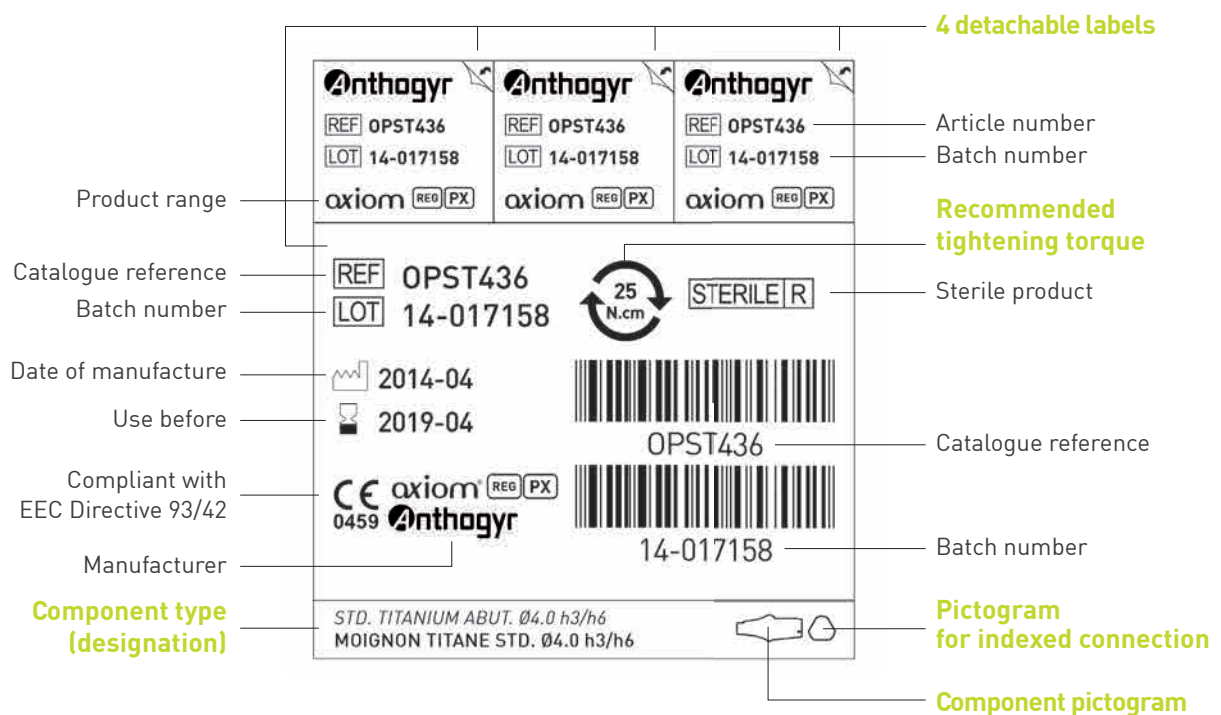 4 detachable labels
Anthogyr
REF OPST436
LOT 14-017158
axiom REG PX
Anthogyr
REF OPST436
LOT 14-017158
axiom REG PX
Anthogyr
REF OPST436
LOT 14-017158
axiom REG PX
Article number
Batch number
Product range
Recommended
tightening torque
Catalogue reference
Batch number
REF OPST436
LOT 14-017158
25
N.cm
STERILE R
Sterile product
Date of manufacture
2014-04
Use before
2019-04
OPST436
Catalogue reference
Compliant with
EEC Directive 93/42
CE
0459
axiom® REG PX
Anthogyr
14-017158
Batch number
Manufacturer
Component type
(designation)
STD. TITANIUM ABUT. Ø4.0 h3/h6
MOIGNON TITANE STD. Ø4.0 h3/h6
Pictogram
for indexed connection
Component pictogram